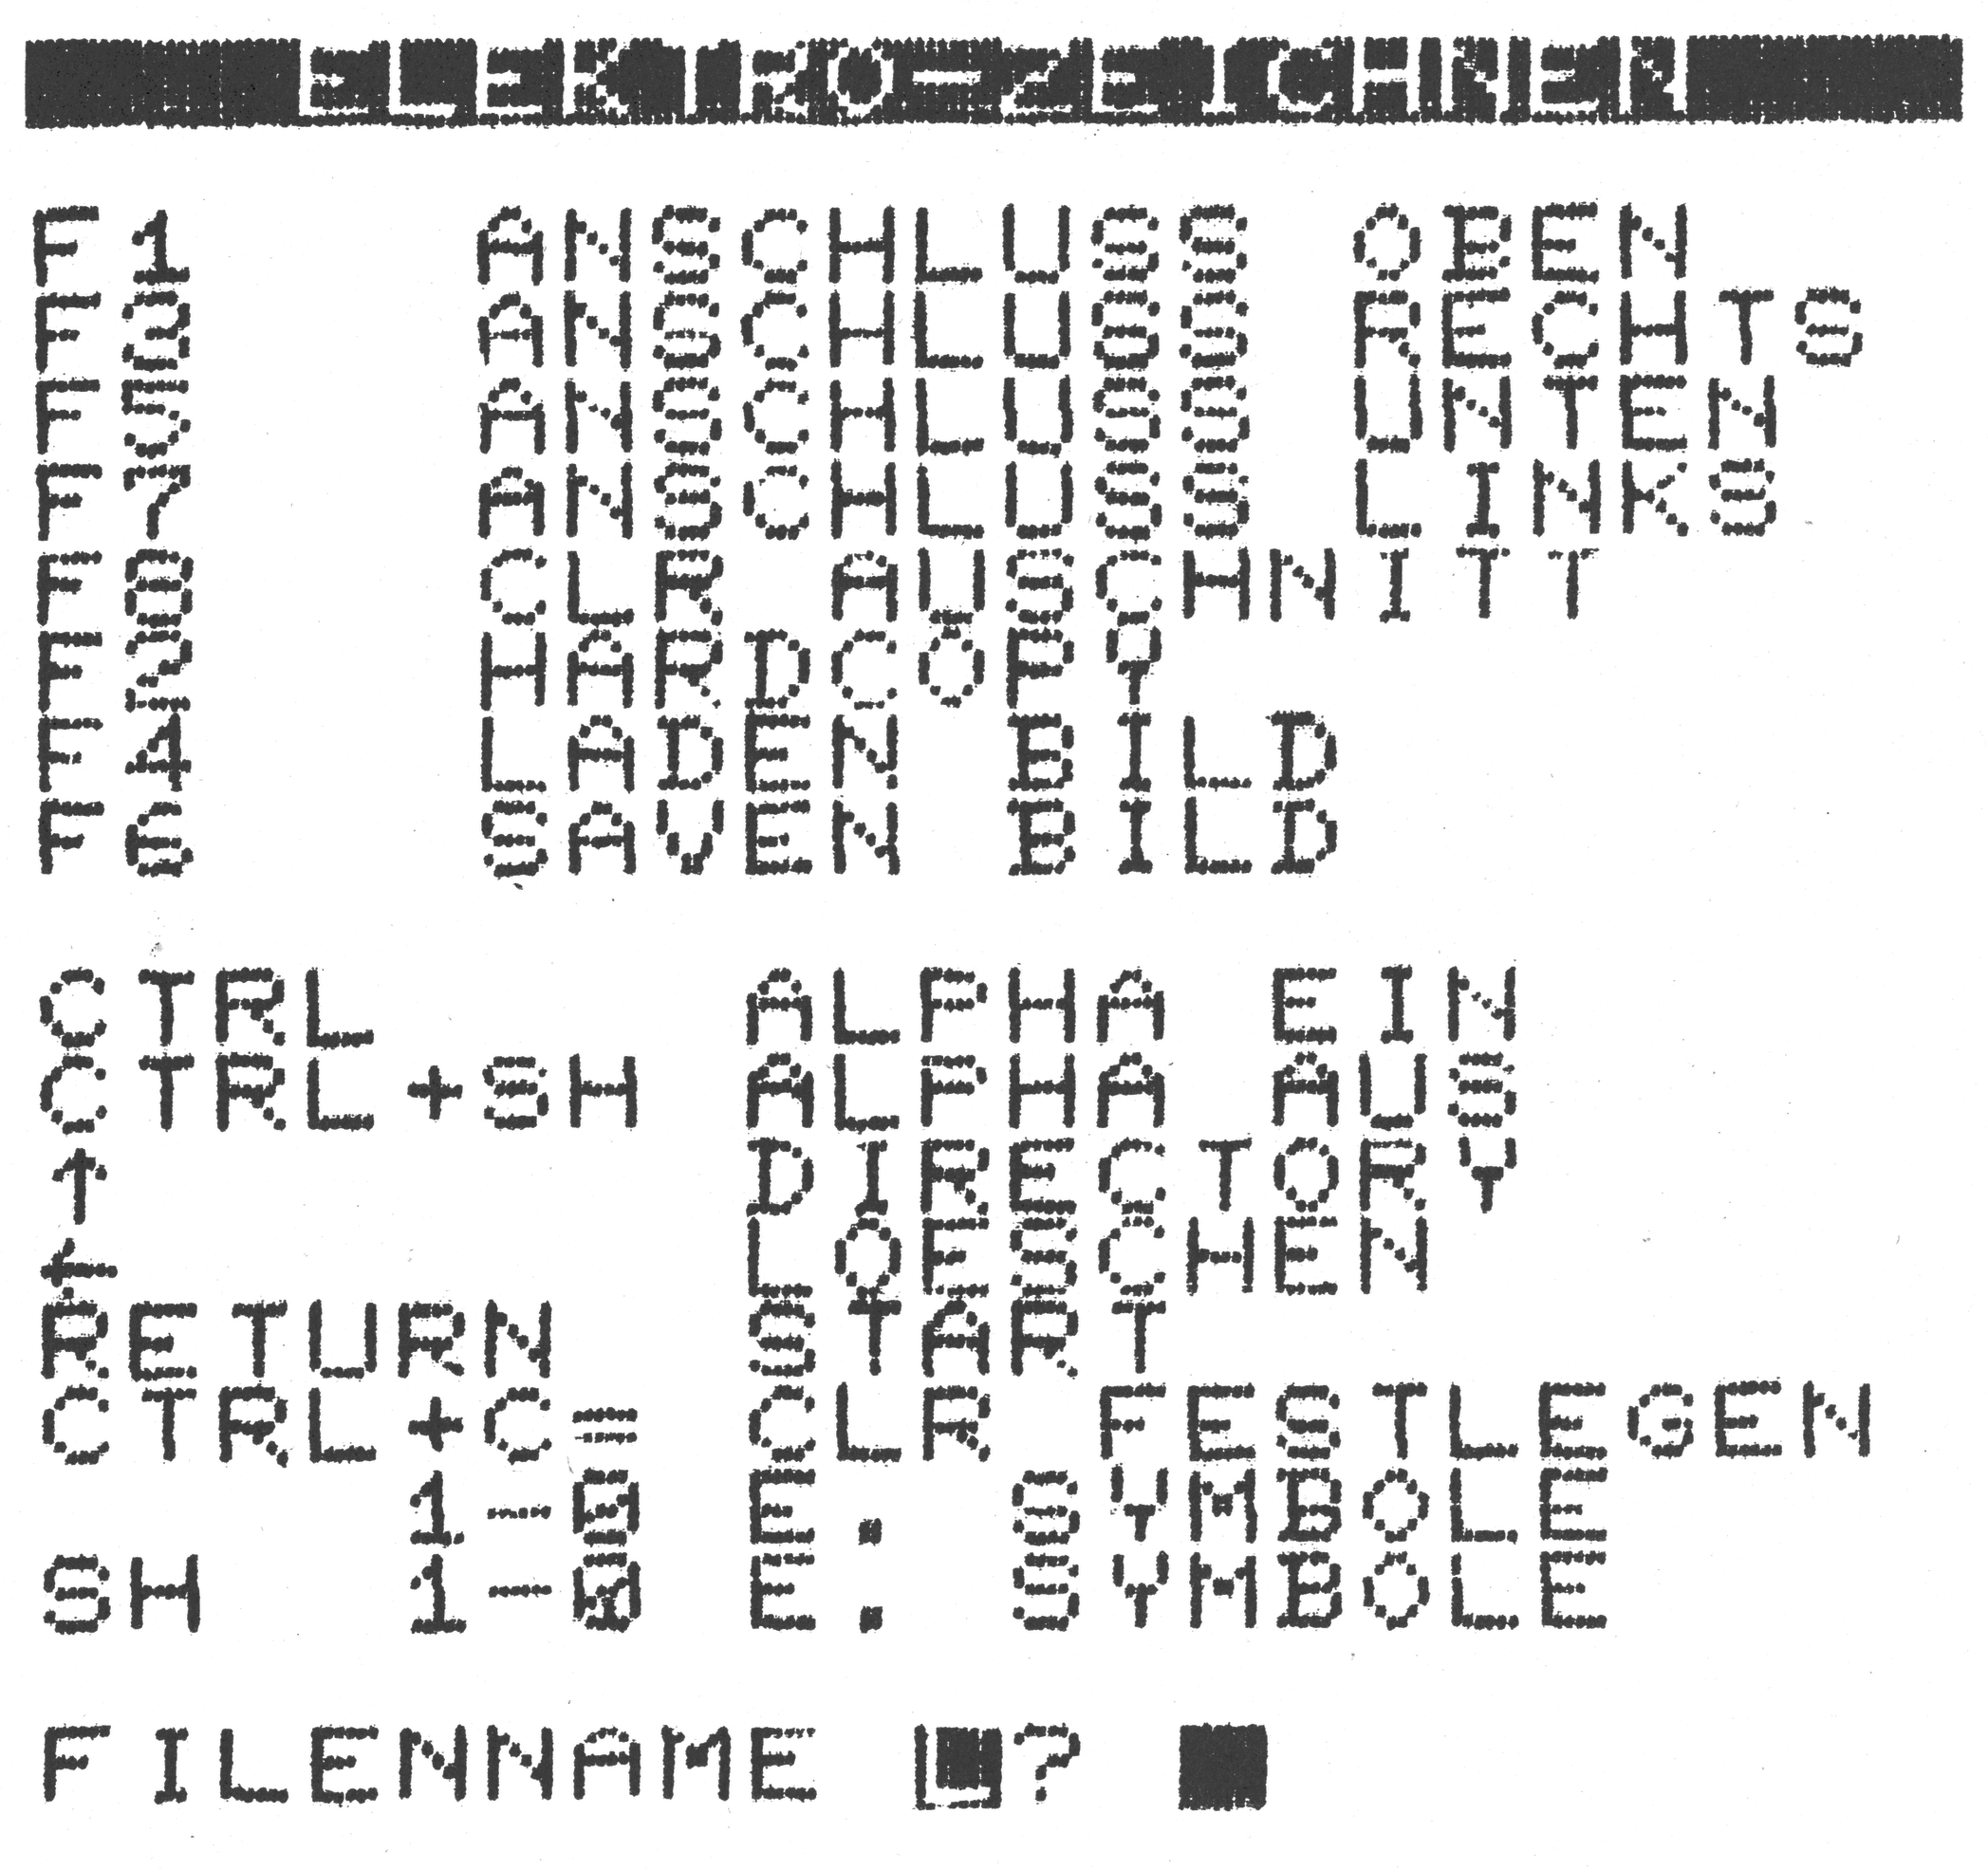 ELEKTRO=ZEICHNER
F1 ANSCHLUSS OBEN
F3 ANSCHLUSS RECHTS
F5 ANSCHLUSS UNTEN
F7 ANSCHLUSS LINKS
F8 CLR AUSCHNITT
F2 HARDCOPY
F4 LADEN BILD
F6 SAVEN BILD
CTRL ALPHA EIN
CTRL+SH ALPHA AUS
↑ DIRECTORY
← LOESCHEN
RETURN START
CTRL+C= CLR FESTLEGEN
1-0 E. SYMBOLE
SH 1-0 E. SYMBOLE
FILENNAME L?